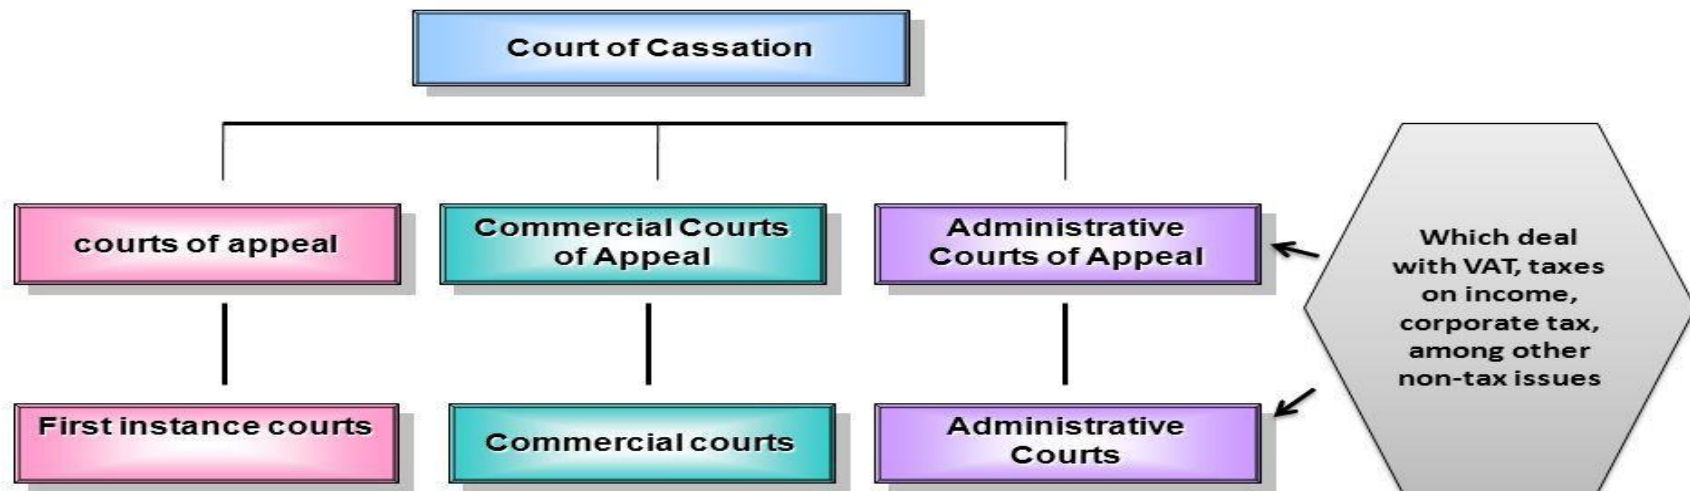 Court of Cassation
courts of appeal
Commercial Courts
of Appeal
Administrative
Courts of Appeal
Which deal
with VAT, taxes
on income,
corporate tax,
among other
non-tax issues
First instance courts
Commercial courts
Administrative
Courts